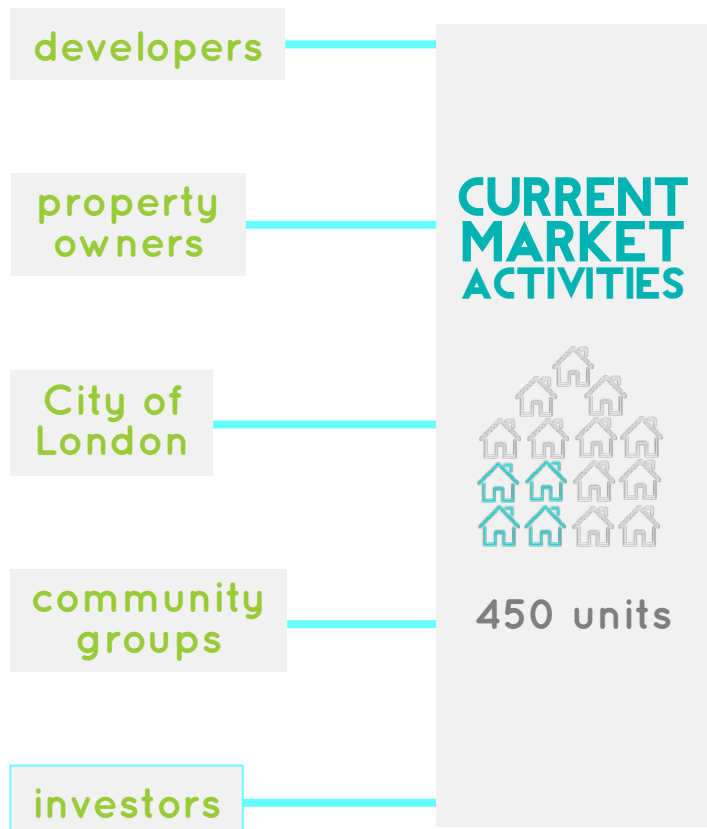 developers
property
owners
City of
London
community
groups
investors
CURRENT
MARKET
ACTIVITIES
450 units